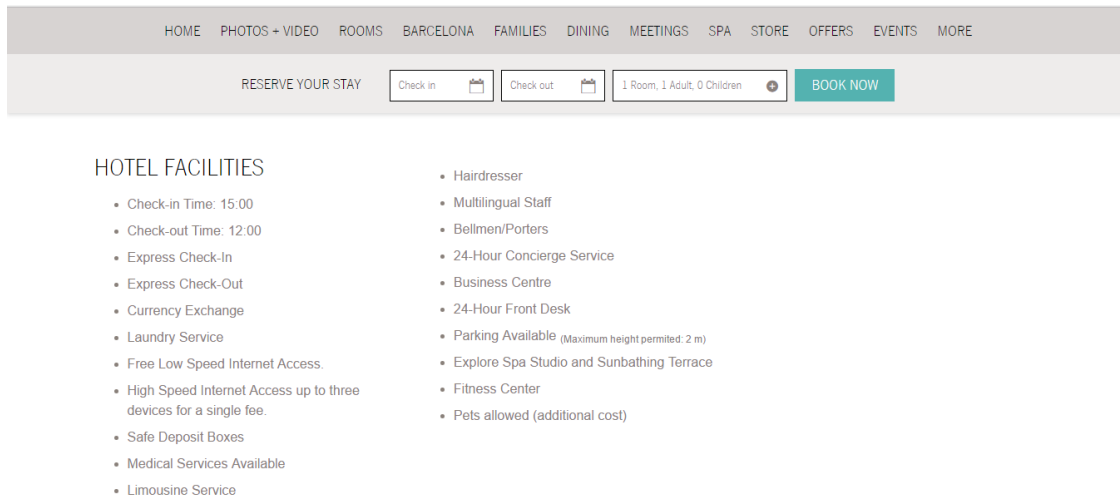 HOME PHOTOS + VIDEO ROOMS BARCELONA FAMILIES DINING MEETINGS SPA STORE OFFERS EVENTS MORE
RESERVE YOUR STAY Check in Check out 1 Room, 1 Adult, 0 Children BOOK NOW
HOTEL FACILITIES
Check-in Time: 15:00
Check-out Time: 12:00
Express Check-In
Express Check-Out
Currency Exchange
Laundry Service
Free Low Speed Internet Access.
High Speed Internet Access up to three
devices for a single fee.
Safe Deposit Boxes
Medical Services Available
Limousine Service
Hairdresser
Multilingual Staff
Bellmen/Porters
24-Hour Concierge Service
Business Centre
24-Hour Front Desk
Parking Available (Maximum height permited: 2 m)
Explore Spa Studio and Sunbathing Terrace
Fitness Center
Pets allowed (additional cost)